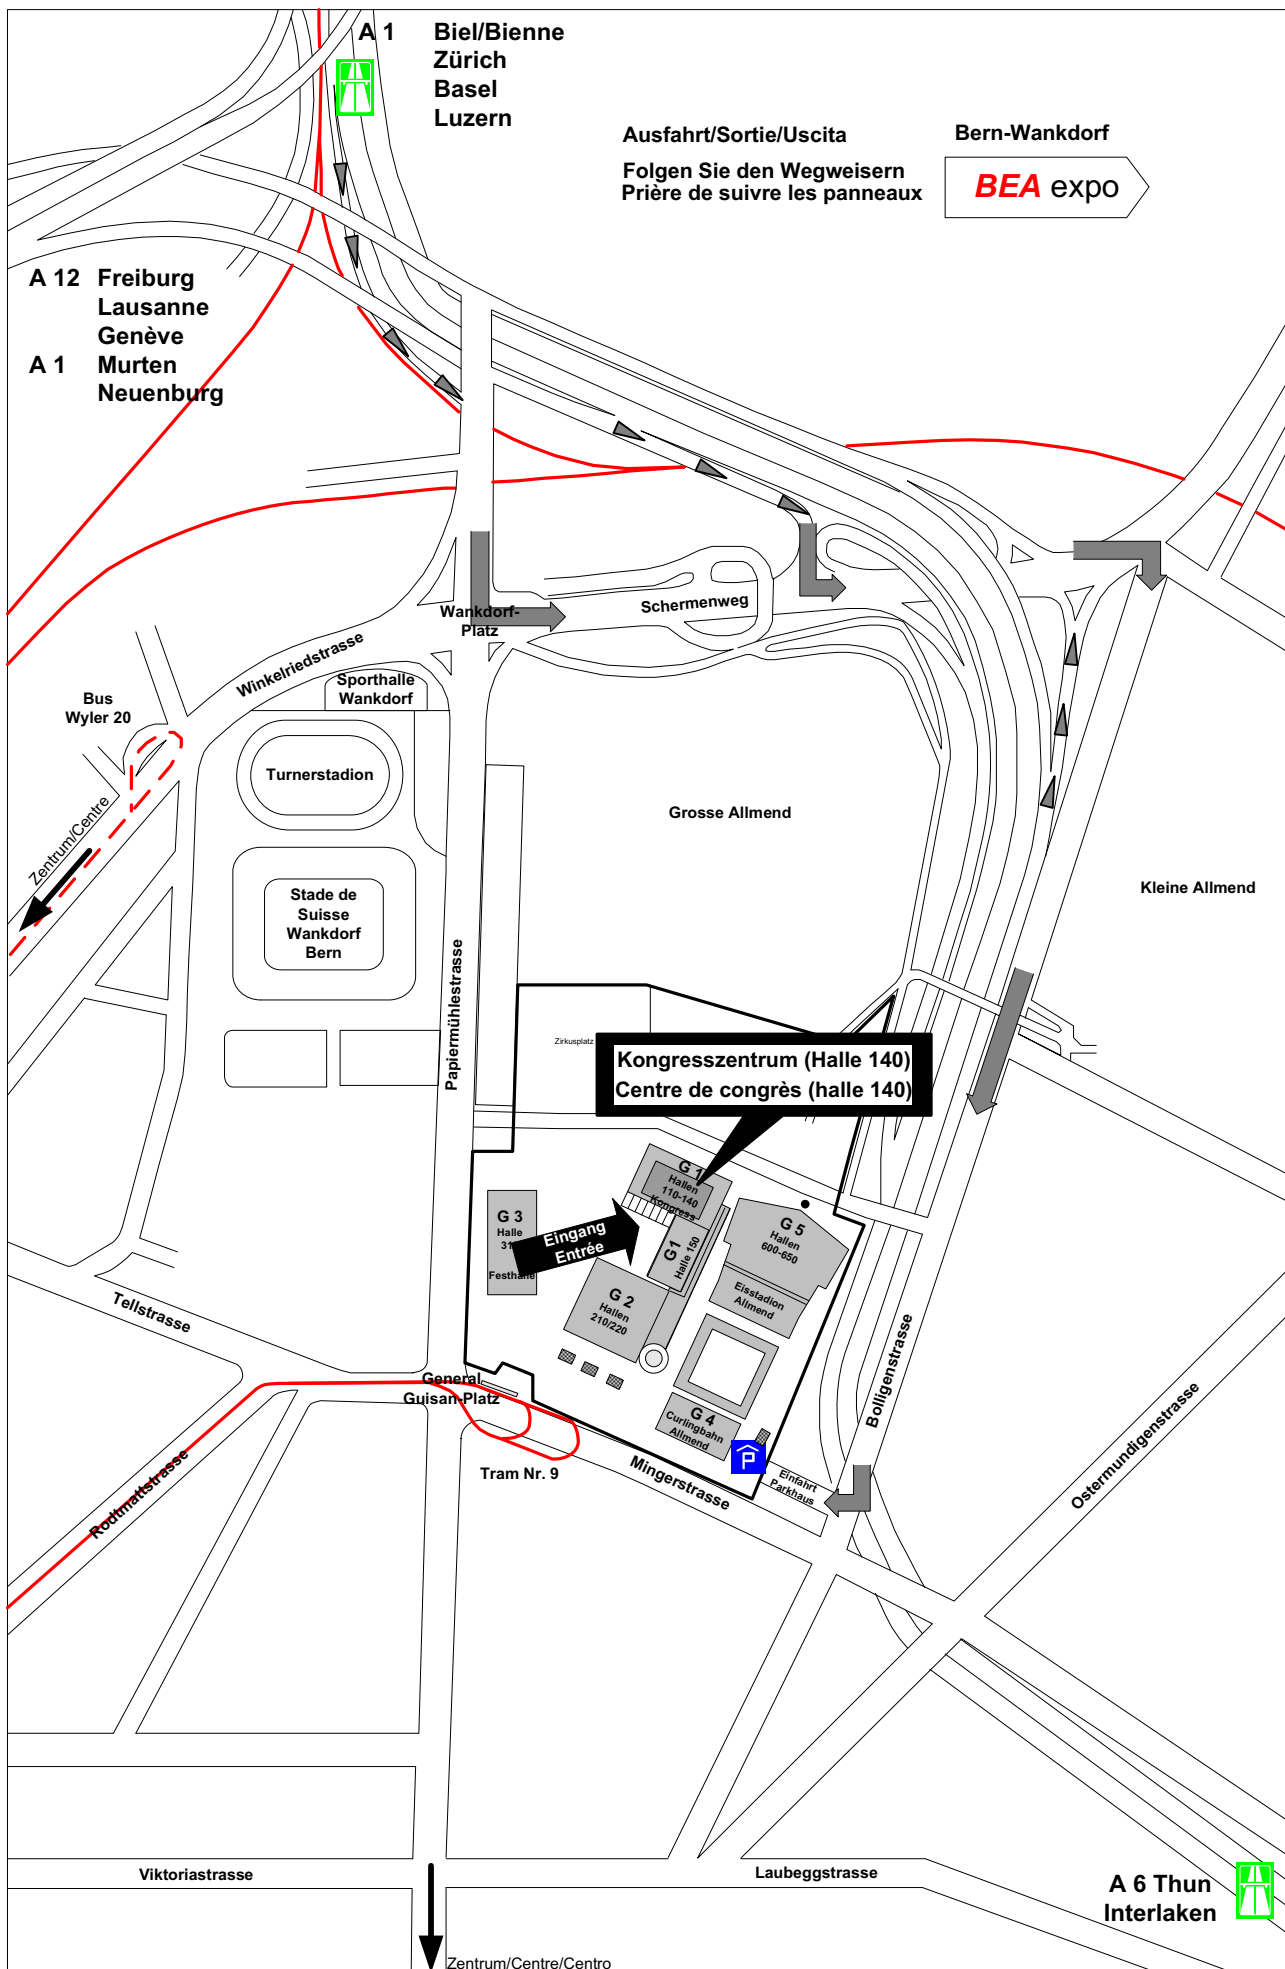 A 1 Biel/Bienne
Zürich
Basel
Luzern
Ausfahrt/Sortie/Uscita Bern-Wankdorf
Folgen Sie den Wegweisern
Prière de suivre les panneaux
BEA expo
A 12 Freiburg
Lausanne
Genève
A 1 Murten
Neuenburg
Schermenweg
Wankdorf-
Platz
Winkelriedstrasse
Sporthalle
Wankdorf
Bus
Wyler 20
Turnerstadion
Zentrum/Centre
Grosse Allmend
Kleine Allmend
Stade de
Suisse
Wankdorf
Bern
Papiermühlestrasse
Zirkusplatz
Kongresszentrum (Halle 140)
Centre de congrès (halle 140)
G 1
Hallen
110-140
Kongress
G 3
Halle
31
Festhalle
Eingang
Entrée
G1
Halle 150
G 5
Hallen
600-650
G 2
Hallen
210/220
Eisstadion
Allmend
Tellstrasse
General
Guisan-Platz
G 4
Curlingbahn
Allmend
P
Bolligenstrasse
Ostermundigenstrasse
Rodtmattstrasse
Tram Nr. 9
Mingerstrasse
Einfahrt
Parkhaus
Viktoriastrasse
Laubeggstrasse
A 6 Thun
Interlaken
Zentrum/Centre/Centro